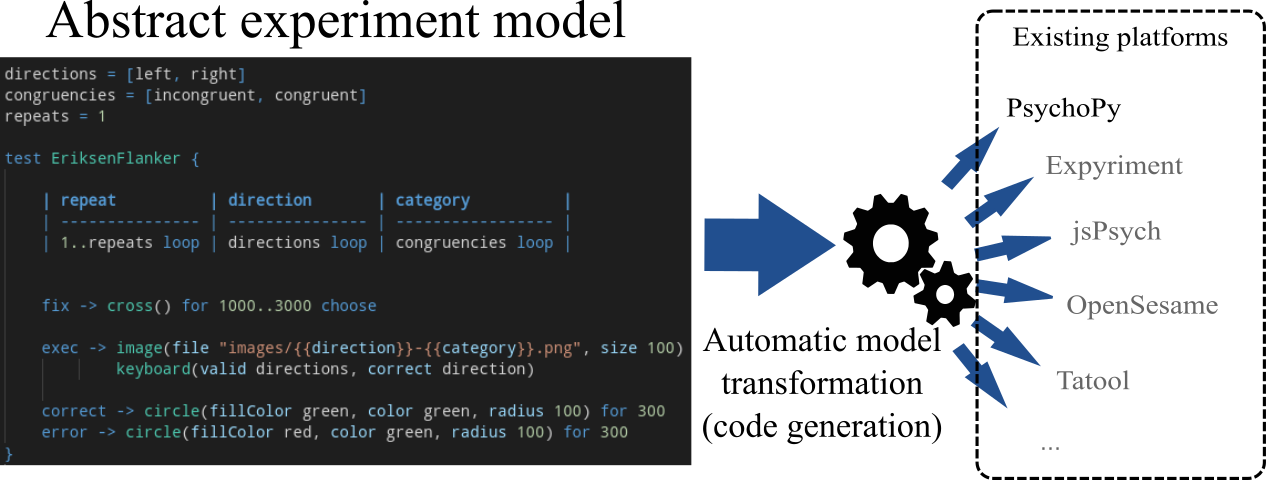 Abstract experiment model
directions = [left, right]
congruencies = [incongruent, congruent]
repeats = 1
test EriksenFlanker {
| repeat | direction | category |
| --------------- | --------------- | ----------------- |
| 1..repeats loop | directions loop | congruencies loop |
fix -> cross() for 1000..3000 choose
exec -> image(file "images/{{direction}}-{{category}}.png", size 100)
keyboard(valid directions, correct direction)
correct -> circle(fillColor green, color green, radius 100) for 300
error -> circle(fillColor red, color green, radius 100) for 300
}
Automatic model
transformation
(code generation)
Existing platforms
PsychoPy
Expyriment
jsPsych
OpenSesame
Tatool
...